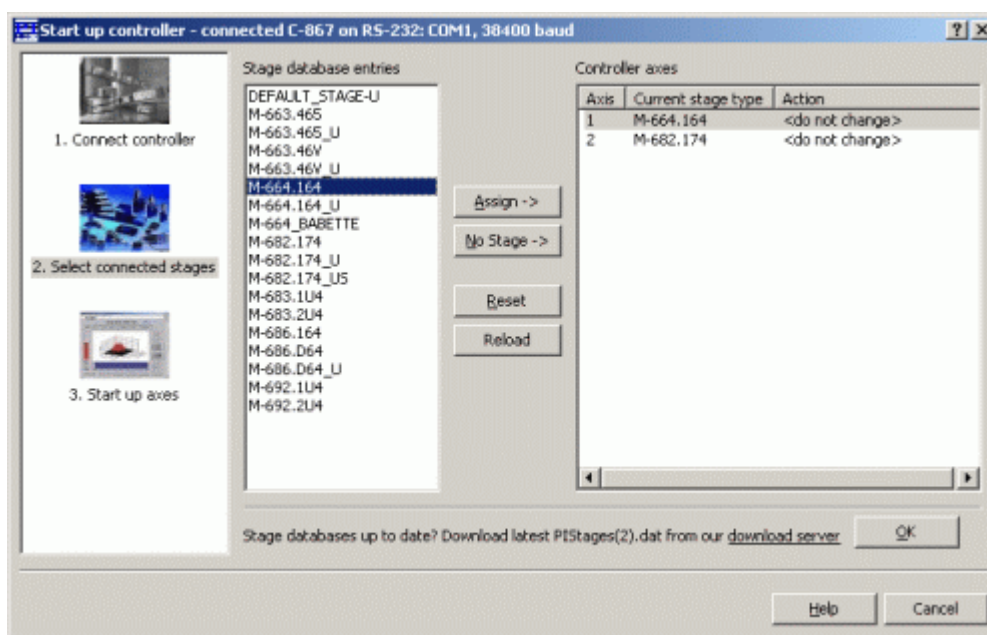 Start up controller - connected C-867 on RS-232: COM1, 38400 baud
1. Connect controller
2. Select connected stages
3. Start up axes
Stage database entries
DEFAULT_STAGE-U
M-663.465
M-663.465_U
M-663.46V
M-663.46V_U
M-664.164
M-664.164_U
M-664_BABETTE
M-682.174
M-682.174_U
M-682.174_U5
M-683.1U4
M-683.2U4
M-686.164
M-686.D64
M-686.D64_U
M-692.1U4
M-692.2U4
Assign ->
No Stage ->
Reset
Reload
Controller axes
Axis Current stage type Action
1 M-664.164 <do not change>
2 M-682.174 <do not change>
Stage databases up to date? Download latest PIStages(2).dat from our download server
OK
Help
Cancel